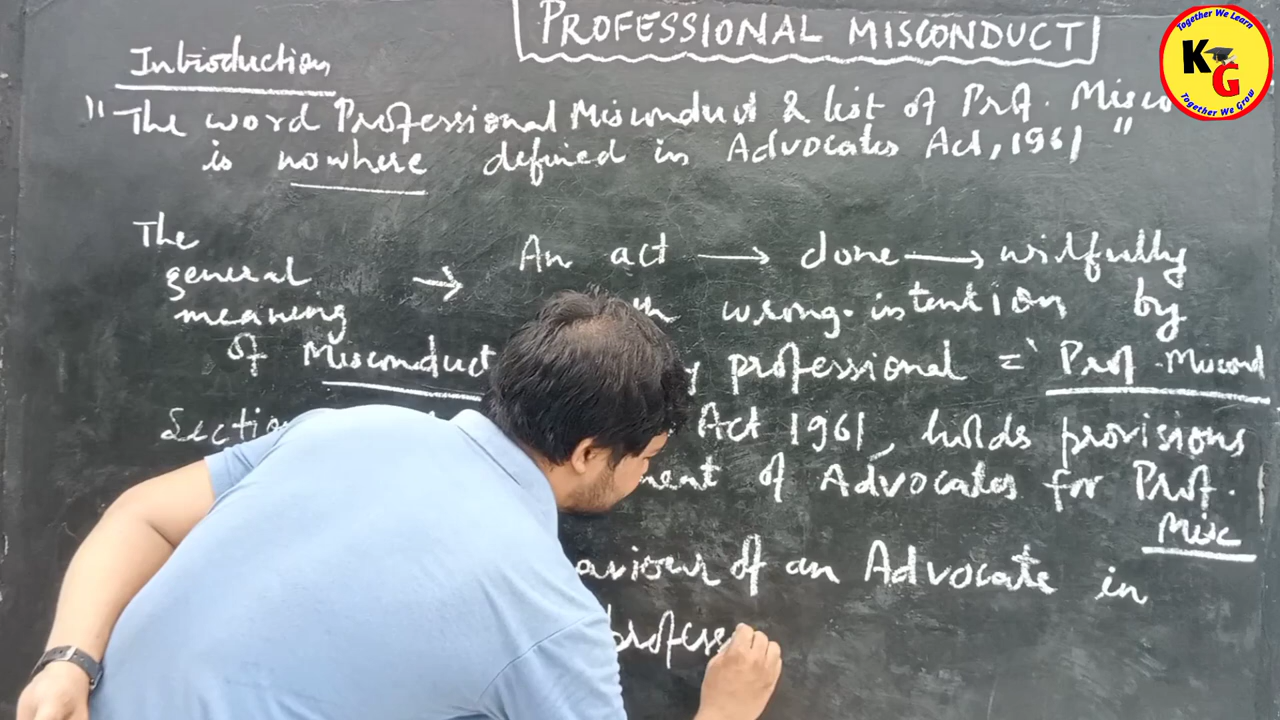 PROFESSIONAL MISCONDUCT
Together We Learn
KG
Together We Grow
Introduction
"The word Professional Misconduct & list of Prof. Misco
is nowhere defined in Advocates Act, 1961"
The general meaning of Misconduct →
An act → done → wilfully
wrong intention by
professional = Prof. Miscond
Act 1961, holds provisions
of Advocates for Prof.
Misc
of an Advocate in
profess